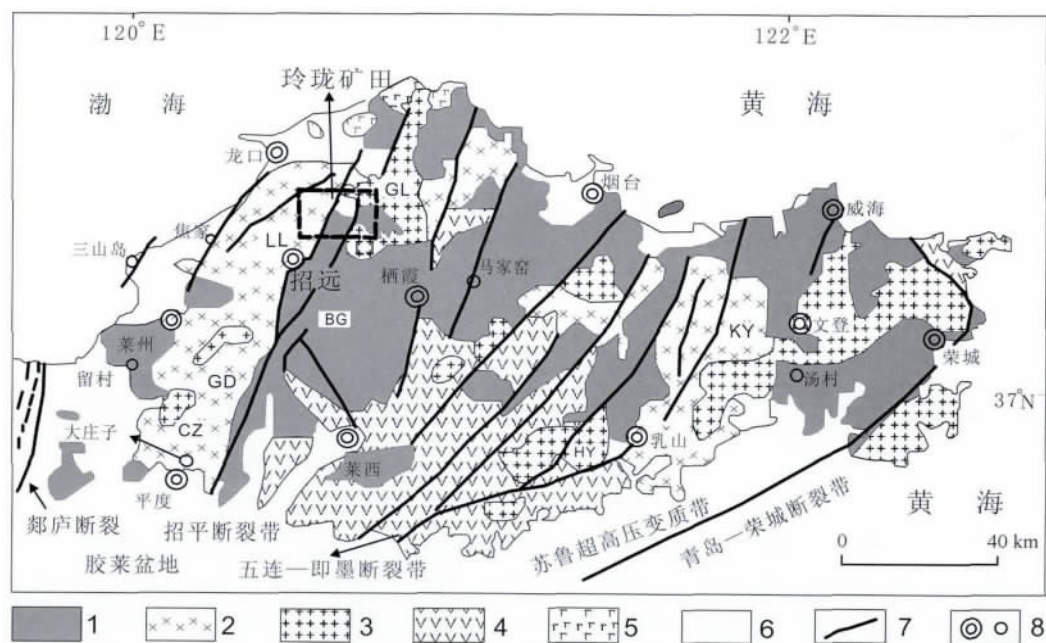 120°E
122°E
玲珑矿田
渤 海
黄 海
龙口
GL
烟台
威海
三山岛
焦家
LL
招远
栖霞
马家窑
BG
KY
文登
荣城
莱州
留村
GD
汤村
37°N
大庄子
CZ
莱西
HY
乳山
平度
郯庐断裂
招平断裂带
胶莱盆地
五连—即墨断裂带
苏鲁超高压变质带
青岛—荣城断裂带
黄 海
0 40 km
1 2 3 4 5 6 7 8